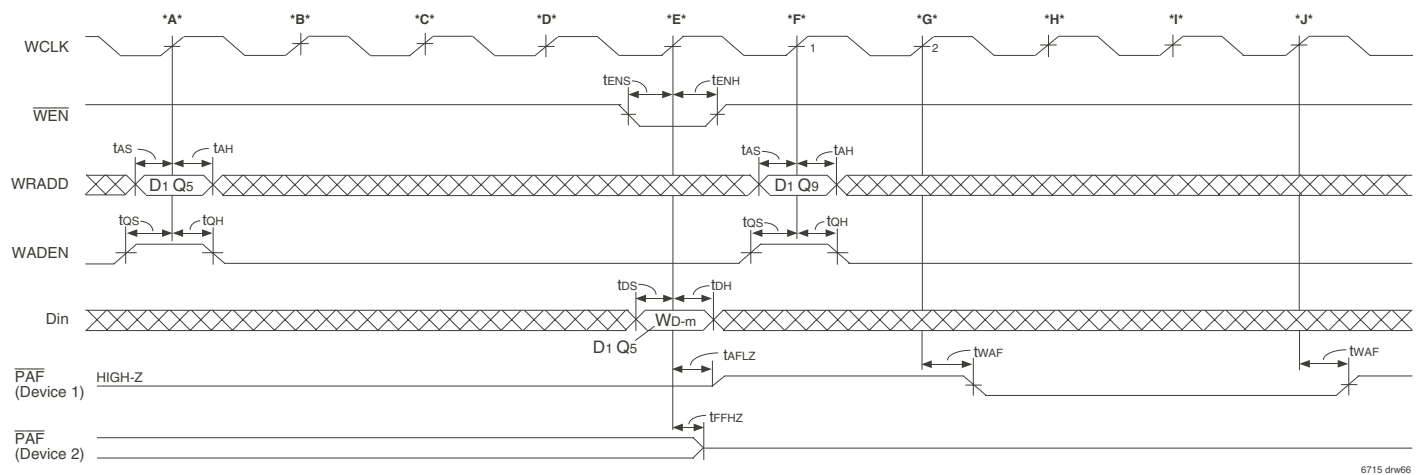 *A* *B* *C* *D* *E* *F* *G* *H* *I* *J*
WCLK 1 2
tENS tENH
WEN
tAS tAH tAS tAH
WRADD D1 Q5 D1 Q9
tQS tQH tQS tQH
WADEN
tDS tDH
Din WD-m
D1 Q5
tAFLZ tWAF tWAF
PAF HIGH-Z
(Device 1)
tFFHZ
PAF
(Device 2)
6715 drw66